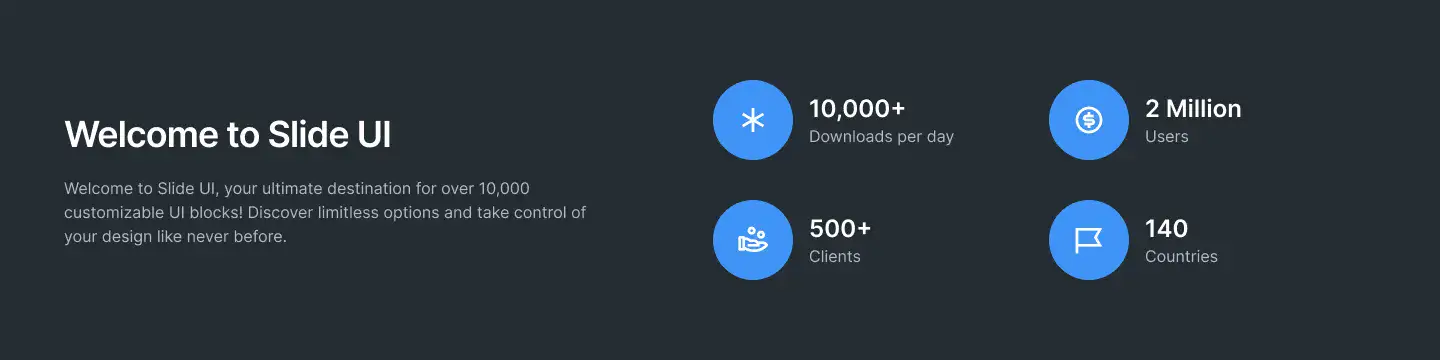 Welcome to Slide UI
Welcome to Slide UI, your ultimate destination for over 10,000
customizable UI blocks! Discover limitless options and take control of
your design like never before.
10,000+
Downloads per day
2 Million
Users
500+
Clients
140
Countries